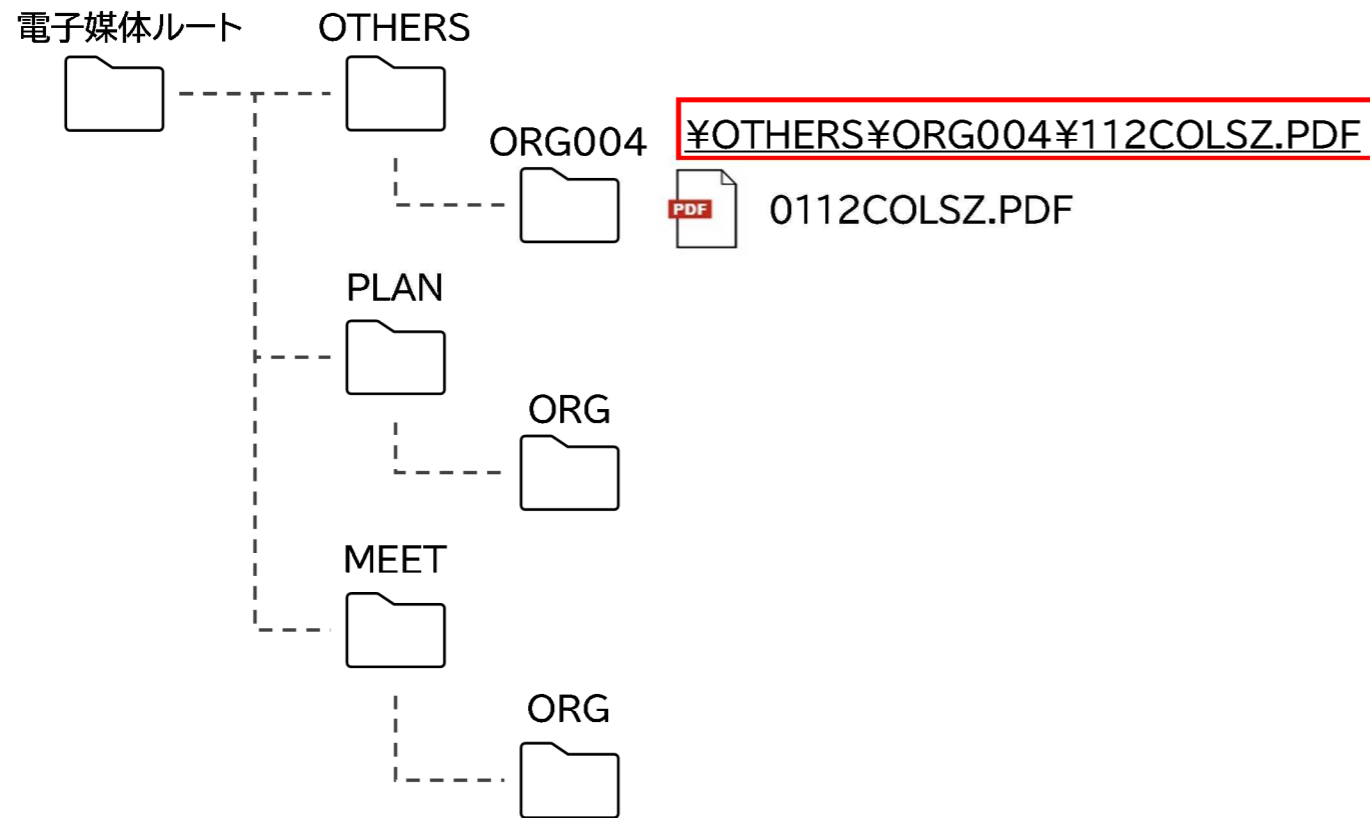 電子媒体ルート
OTHERS
ORG004
¥OTHERS¥ORG004¥112COLSZ.PDF
PDF
0112COLSZ.PDF
PLAN
ORG
MEET
ORG